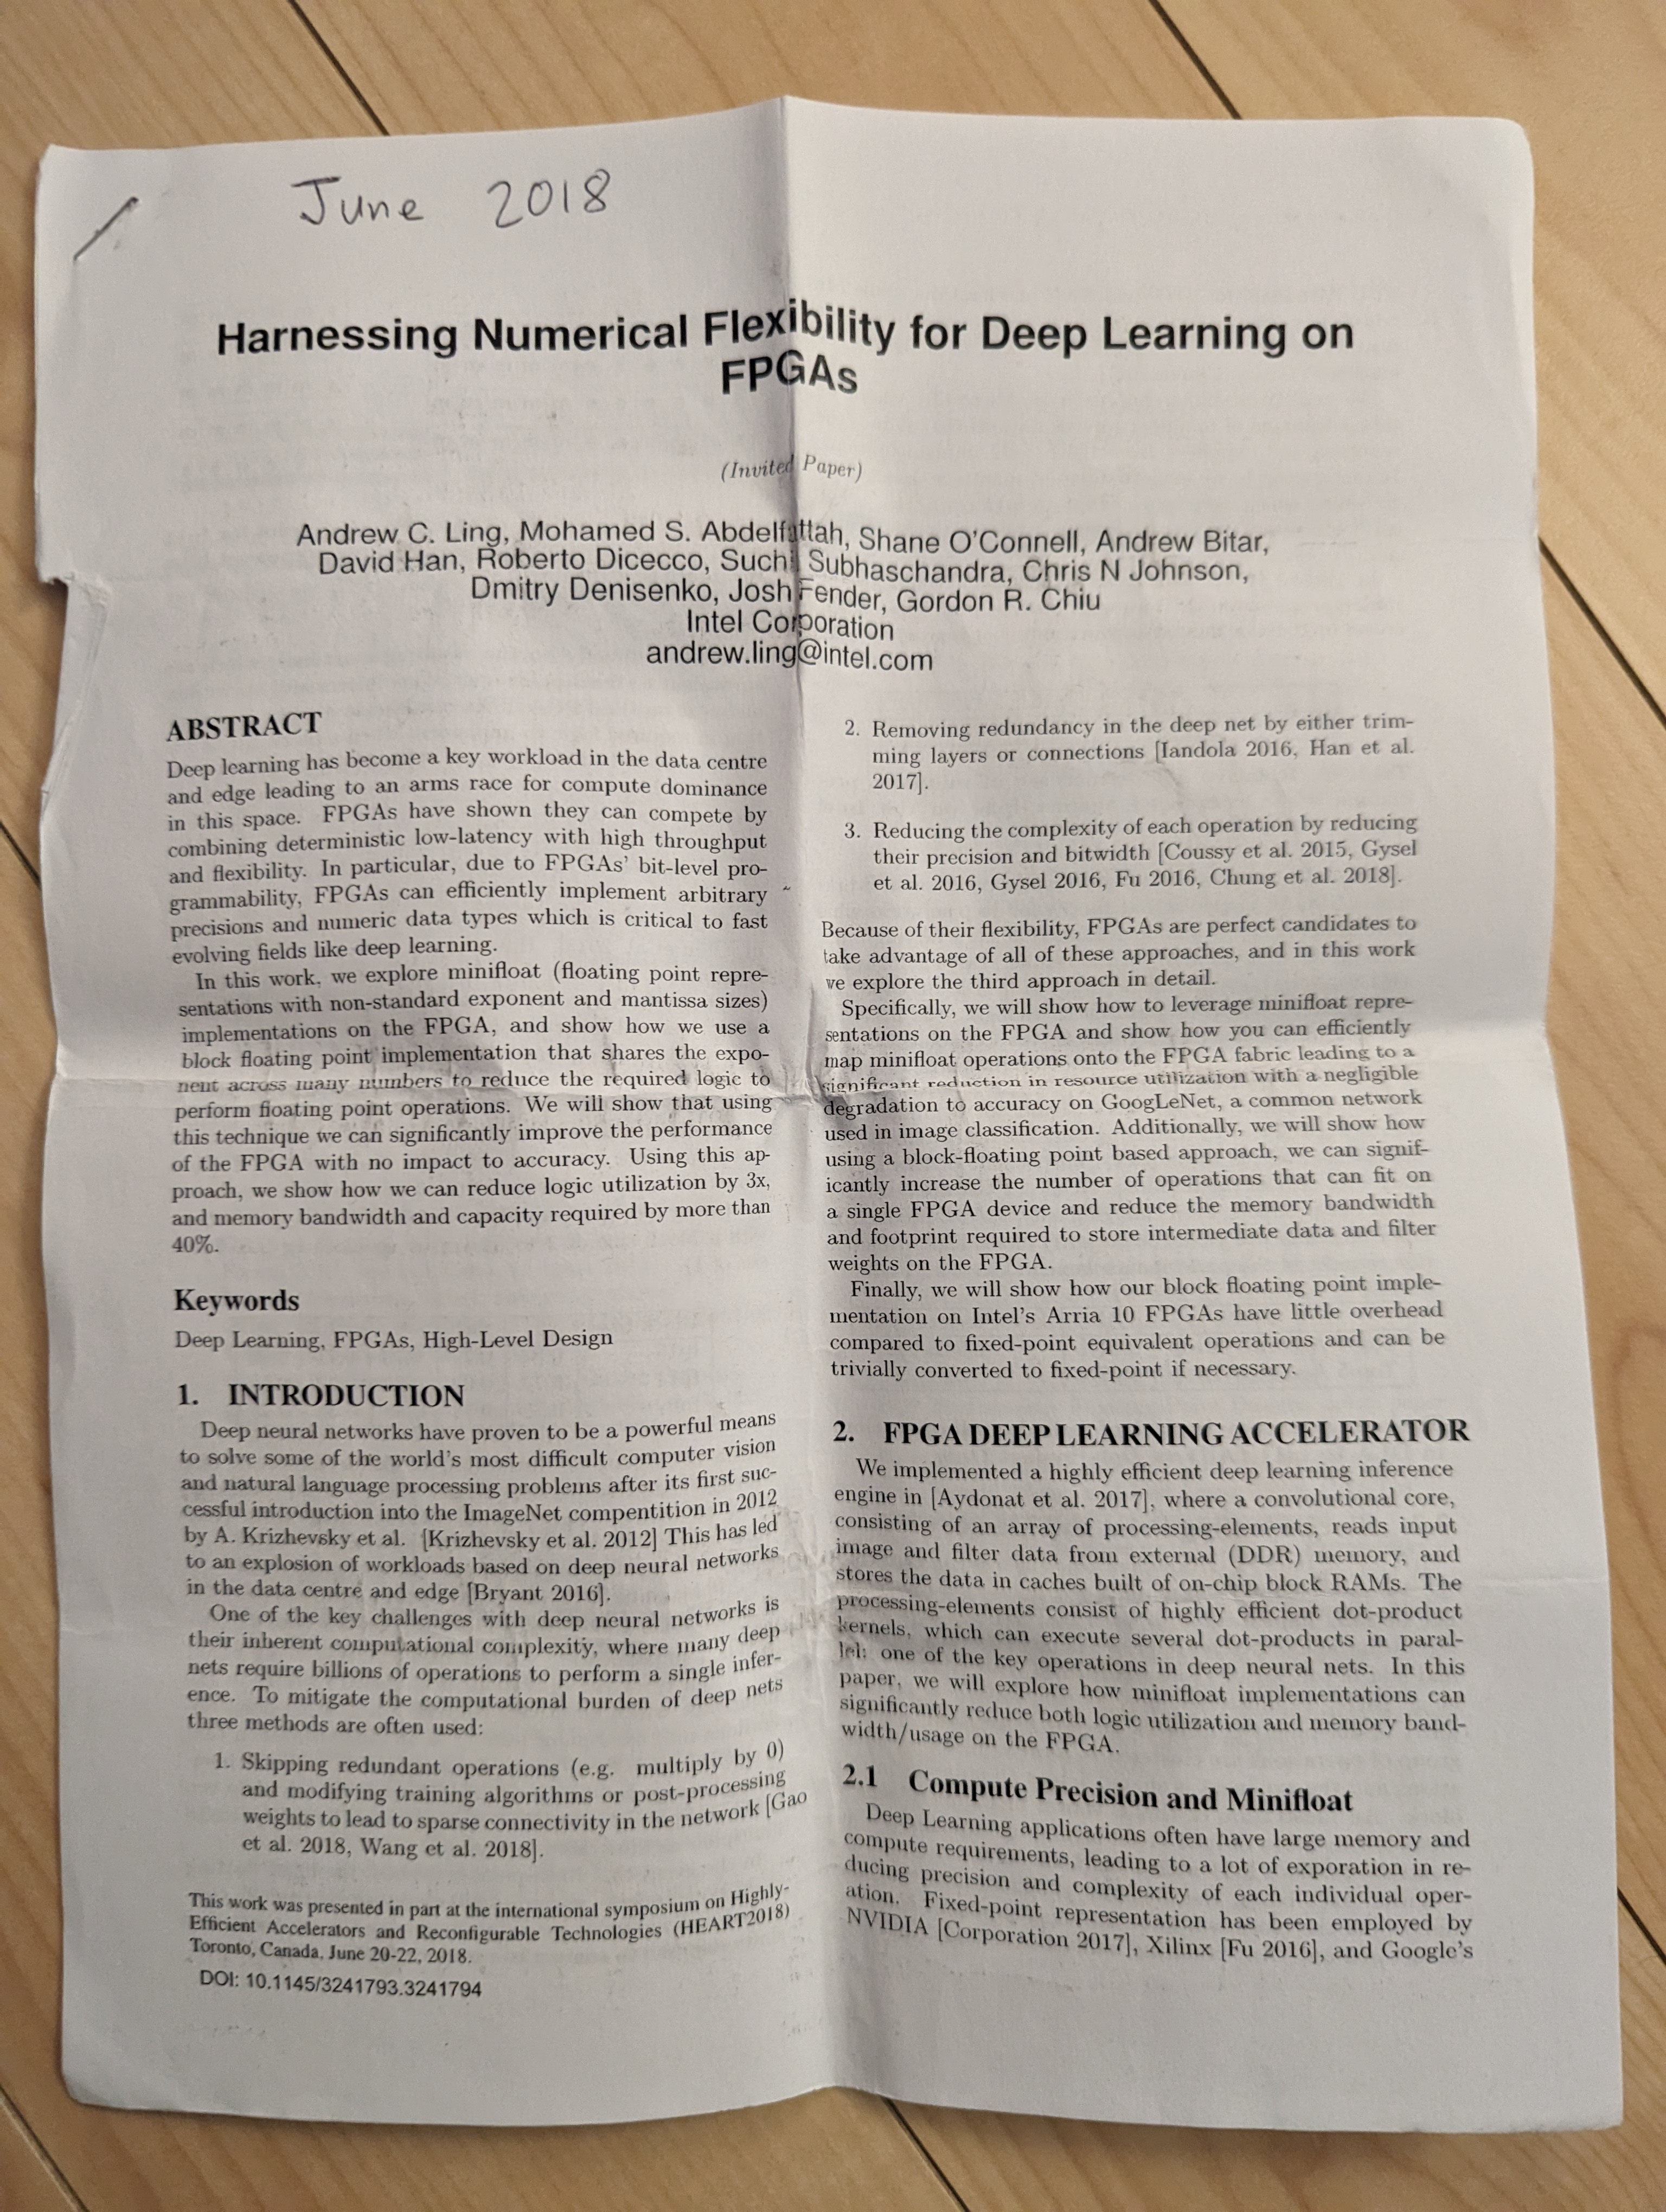 June 2018
Harnessing Numerical Flexibility for Deep Learning on
FPGAs
(Invited Paper)
Andrew C. Ling, Mohamed S. Abdelfattah, Shane O'Connell, Andrew Bitar,
David Han, Roberto Dicecco, Suchit Subhaschandra, Chris N Johnson,
Dmitry Denisenko, Josh Fender, Gordon R. Chiu
Intel Corporation
andrew.ling@intel.com
ABSTRACT
Deep learning has become a key workload in the data centre
and edge leading to an arms race for compute dominance
in this space. FPGAs have shown they can compete by
combining deterministic low-latency with high throughput
and flexibility. In particular, due to FPGAs' bit-level pro-
grammability, FPGAs can efficiently implement arbitrary
precisions and numeric data types which is critical to fast
evolving fields like deep learning.
In this work, we explore minifloat (floating point repre-
sentations with non-standard exponent and mantissa sizes)
implementations on the FPGA, and show how we use a
block floating point implementation that shares the expo-
nent across many numbers to reduce the required logic to
perform floating point operations. We will show that using
this technique we can significantly improve the performance
of the FPGA with no impact to accuracy. Using this ap-
proach, we show how we can reduce logic utilization by 3x,
and memory bandwidth and capacity required by more than
40%.
Keywords
Deep Learning, FPGAs, High-Level Design
1. INTRODUCTION
Deep neural networks have proven to be a powerful means
to solve some of the world's most difficult computer vision
and natural language processing problems after its first suc-
cessful introduction into the ImageNet compentition in 2012
by A. Krizhevsky et al. [Krizhevsky et al. 2012] This has led
to an explosion of workloads based on deep neural networks
in the data centre and edge [Bryant 2016].
One of the key challenges with deep neural networks is
their inherent computational complexity, where many deep
nets require billions of operations to perform a single infer-
ence. To mitigate the computational burden of deep nets
three methods are often used:
1. Skipping redundant operations (e.g. multiply by 0)
and modifying training algorithms or post-processing
weights to lead to sparse connectivity in the network [Gao
et al. 2018, Wang et al. 2018].
This work was presented in part at the international symposium on Highly-
Efficient Accelerators and Reconfigurable Technologies (HEART2018)
Toronto, Canada, June 20-22, 2018.
DOI: 10.1145/3241793.3241794
2. Removing redundancy in the deep net by either trim-
ming layers or connections [Iandola 2016, Han et al.
2017].
3. Reducing the complexity of each operation by reducing
their precision and bitwidth [Coussy et al. 2015, Gysel
et al. 2016, Gysel 2016, Fu 2016, Chung et al. 2018].
Because of their flexibility, FPGAs are perfect candidates to
take advantage of all of these approaches, and in this work
we explore the third approach in detail.
Specifically, we will show how to leverage minifloat repre-
sentations on the FPGA and show how you can efficiently
map minifloat operations onto the FPGA fabric leading to a
significant reduction in resource utilization with a negligible
degradation to accuracy on GoogLeNet, a common network
used in image classification. Additionally, we will show how
using a block-floating point based approach, we can signif-
icantly increase the number of operations that can fit on
a single FPGA device and reduce the memory bandwidth
and footprint required to store intermediate data and filter
weights on the FPGA.
Finally, we will show how our block floating point imple-
mentation on Intel's Arria 10 FPGAs have little overhead
compared to fixed-point equivalent operations and can be
trivially converted to fixed-point if necessary.
2. FPGA DEEP LEARNING ACCELERATOR
We implemented a highly efficient deep learning inference
engine in [Aydonat et al. 2017], where a convolutional core,
consisting of an array of processing-elements, reads input
image and filter data from external (DDR) memory, and
stores the data in caches built of on-chip block RAMs. The
processing-elements consist of highly efficient dot-product
kernels, which can execute several dot-products in paral-
lel; one of the key operations in deep neural nets. In this
paper, we will explore how minifloat implementations can
significantly reduce both logic utilization and memory band-
width/usage on the FPGA.
2.1 Compute Precision and Minifloat
Deep Learning applications often have large memory and
compute requirements, leading to a lot of exporation in re-
ducing precision and complexity of each individual oper-
ation. Fixed-point representation has been employed by
NVIDIA [Corporation 2017], Xilinx [Fu 2016], and Google's